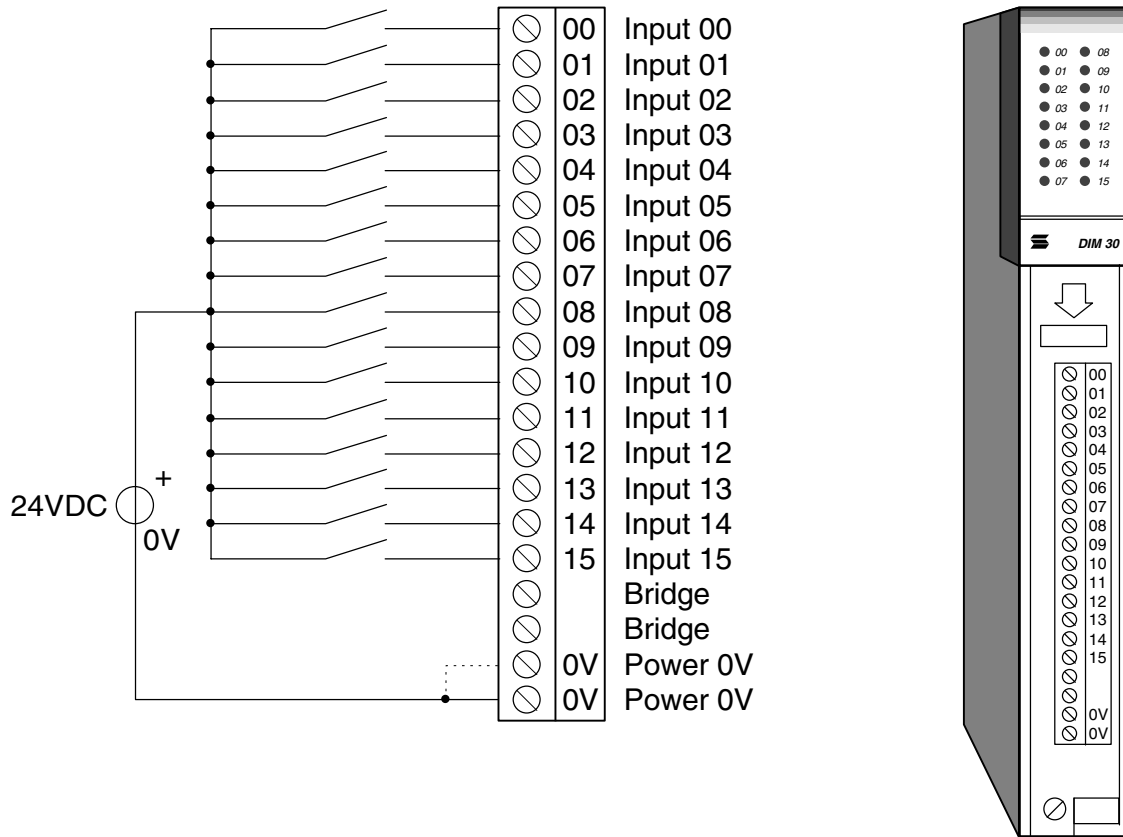 00 Input 00
01 Input 01
02 Input 02
03 Input 03
04 Input 04
05 Input 05
06 Input 06
07 Input 07
08 Input 08
09 Input 09
10 Input 10
11 Input 11
12 Input 12
13 Input 13
14 Input 14
15 Input 15
Bridge
Bridge
0V Power 0V
0V Power 0V
+
24VDC
0V
00 08
01 09
02 10
03 11
04 12
05 13
06 14
07 15
DIM 30
00
01
02
03
04
05
06
07
08
09
10
11
12
13
14
15
0V
0V